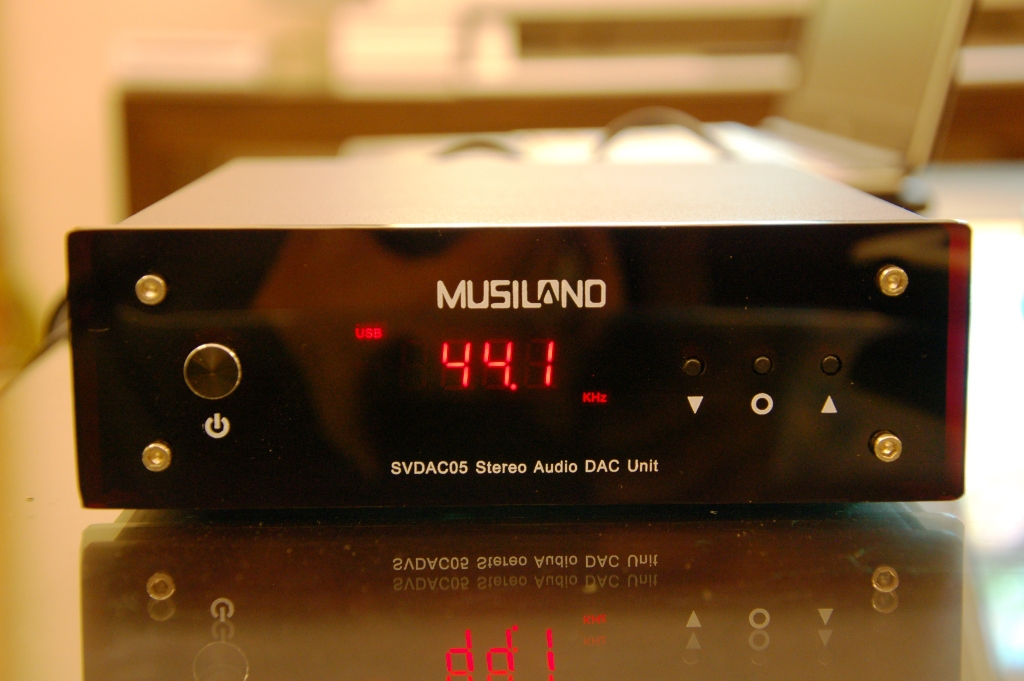 MUSILAND
USB
44.1
KHz
SVDAC05 Stereo Audio DAC Unit